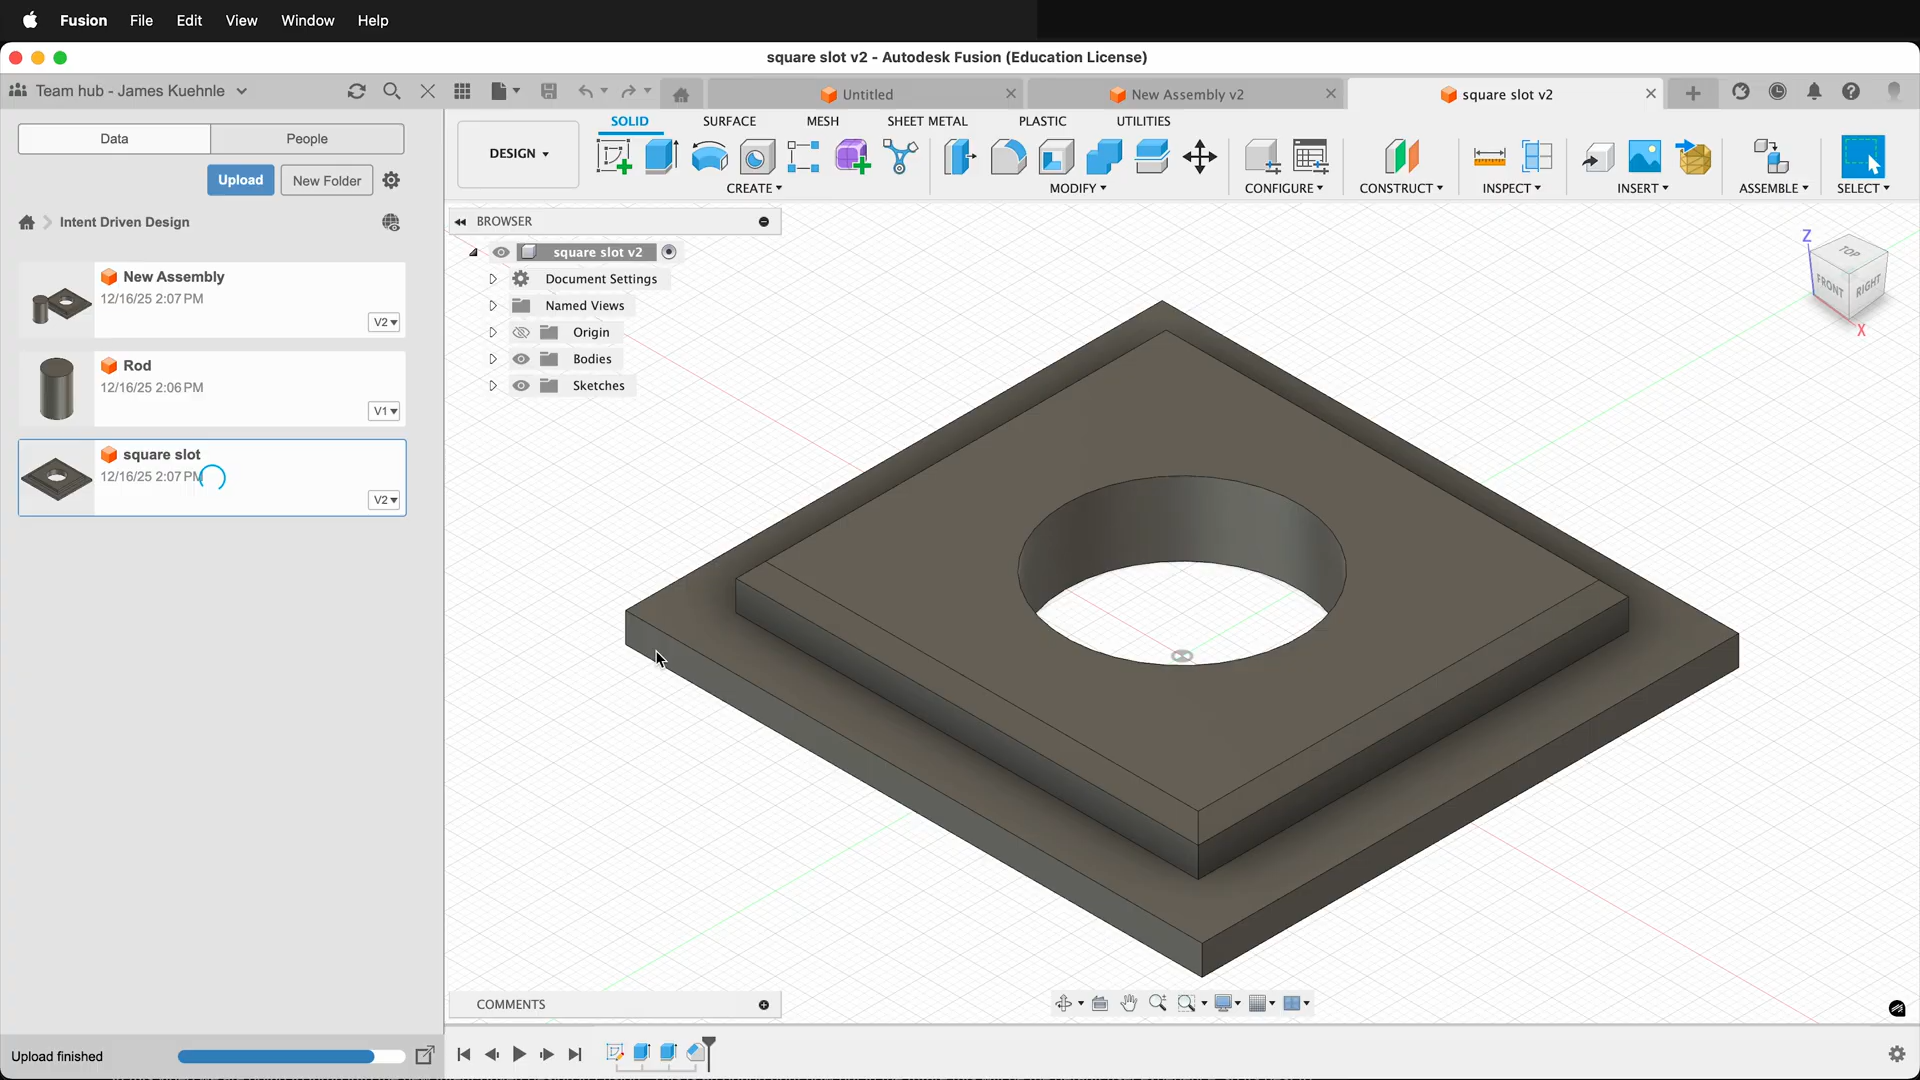 Fusion File Edit View Window Help
square slot v2 - Autodesk Fusion (Education License)
Team hub - James Kuehnle
Untitled
New Assembly v2
square slot v2
Data
People
Upload
New Folder
Intent Driven Design
New Assembly
12/16/25 2:07 PM
V2
Rod
12/16/25 2:06 PM
V1
square slot
12/16/25 2:07 PM
V2
Upload finished
DESIGN
SOLID
SURFACE
MESH
SHEET METAL
PLASTIC
UTILITIES
CREATE
MODIFY
CONFIGURE
CONSTRUCT
INSPECT
INSERT
ASSEMBLE
SELECT
BROWSER
square slot v2
Document Settings
Named Views
Origin
Bodies
Sketches
Z
TOP
FRONT
RIGHT
X
COMMENTS